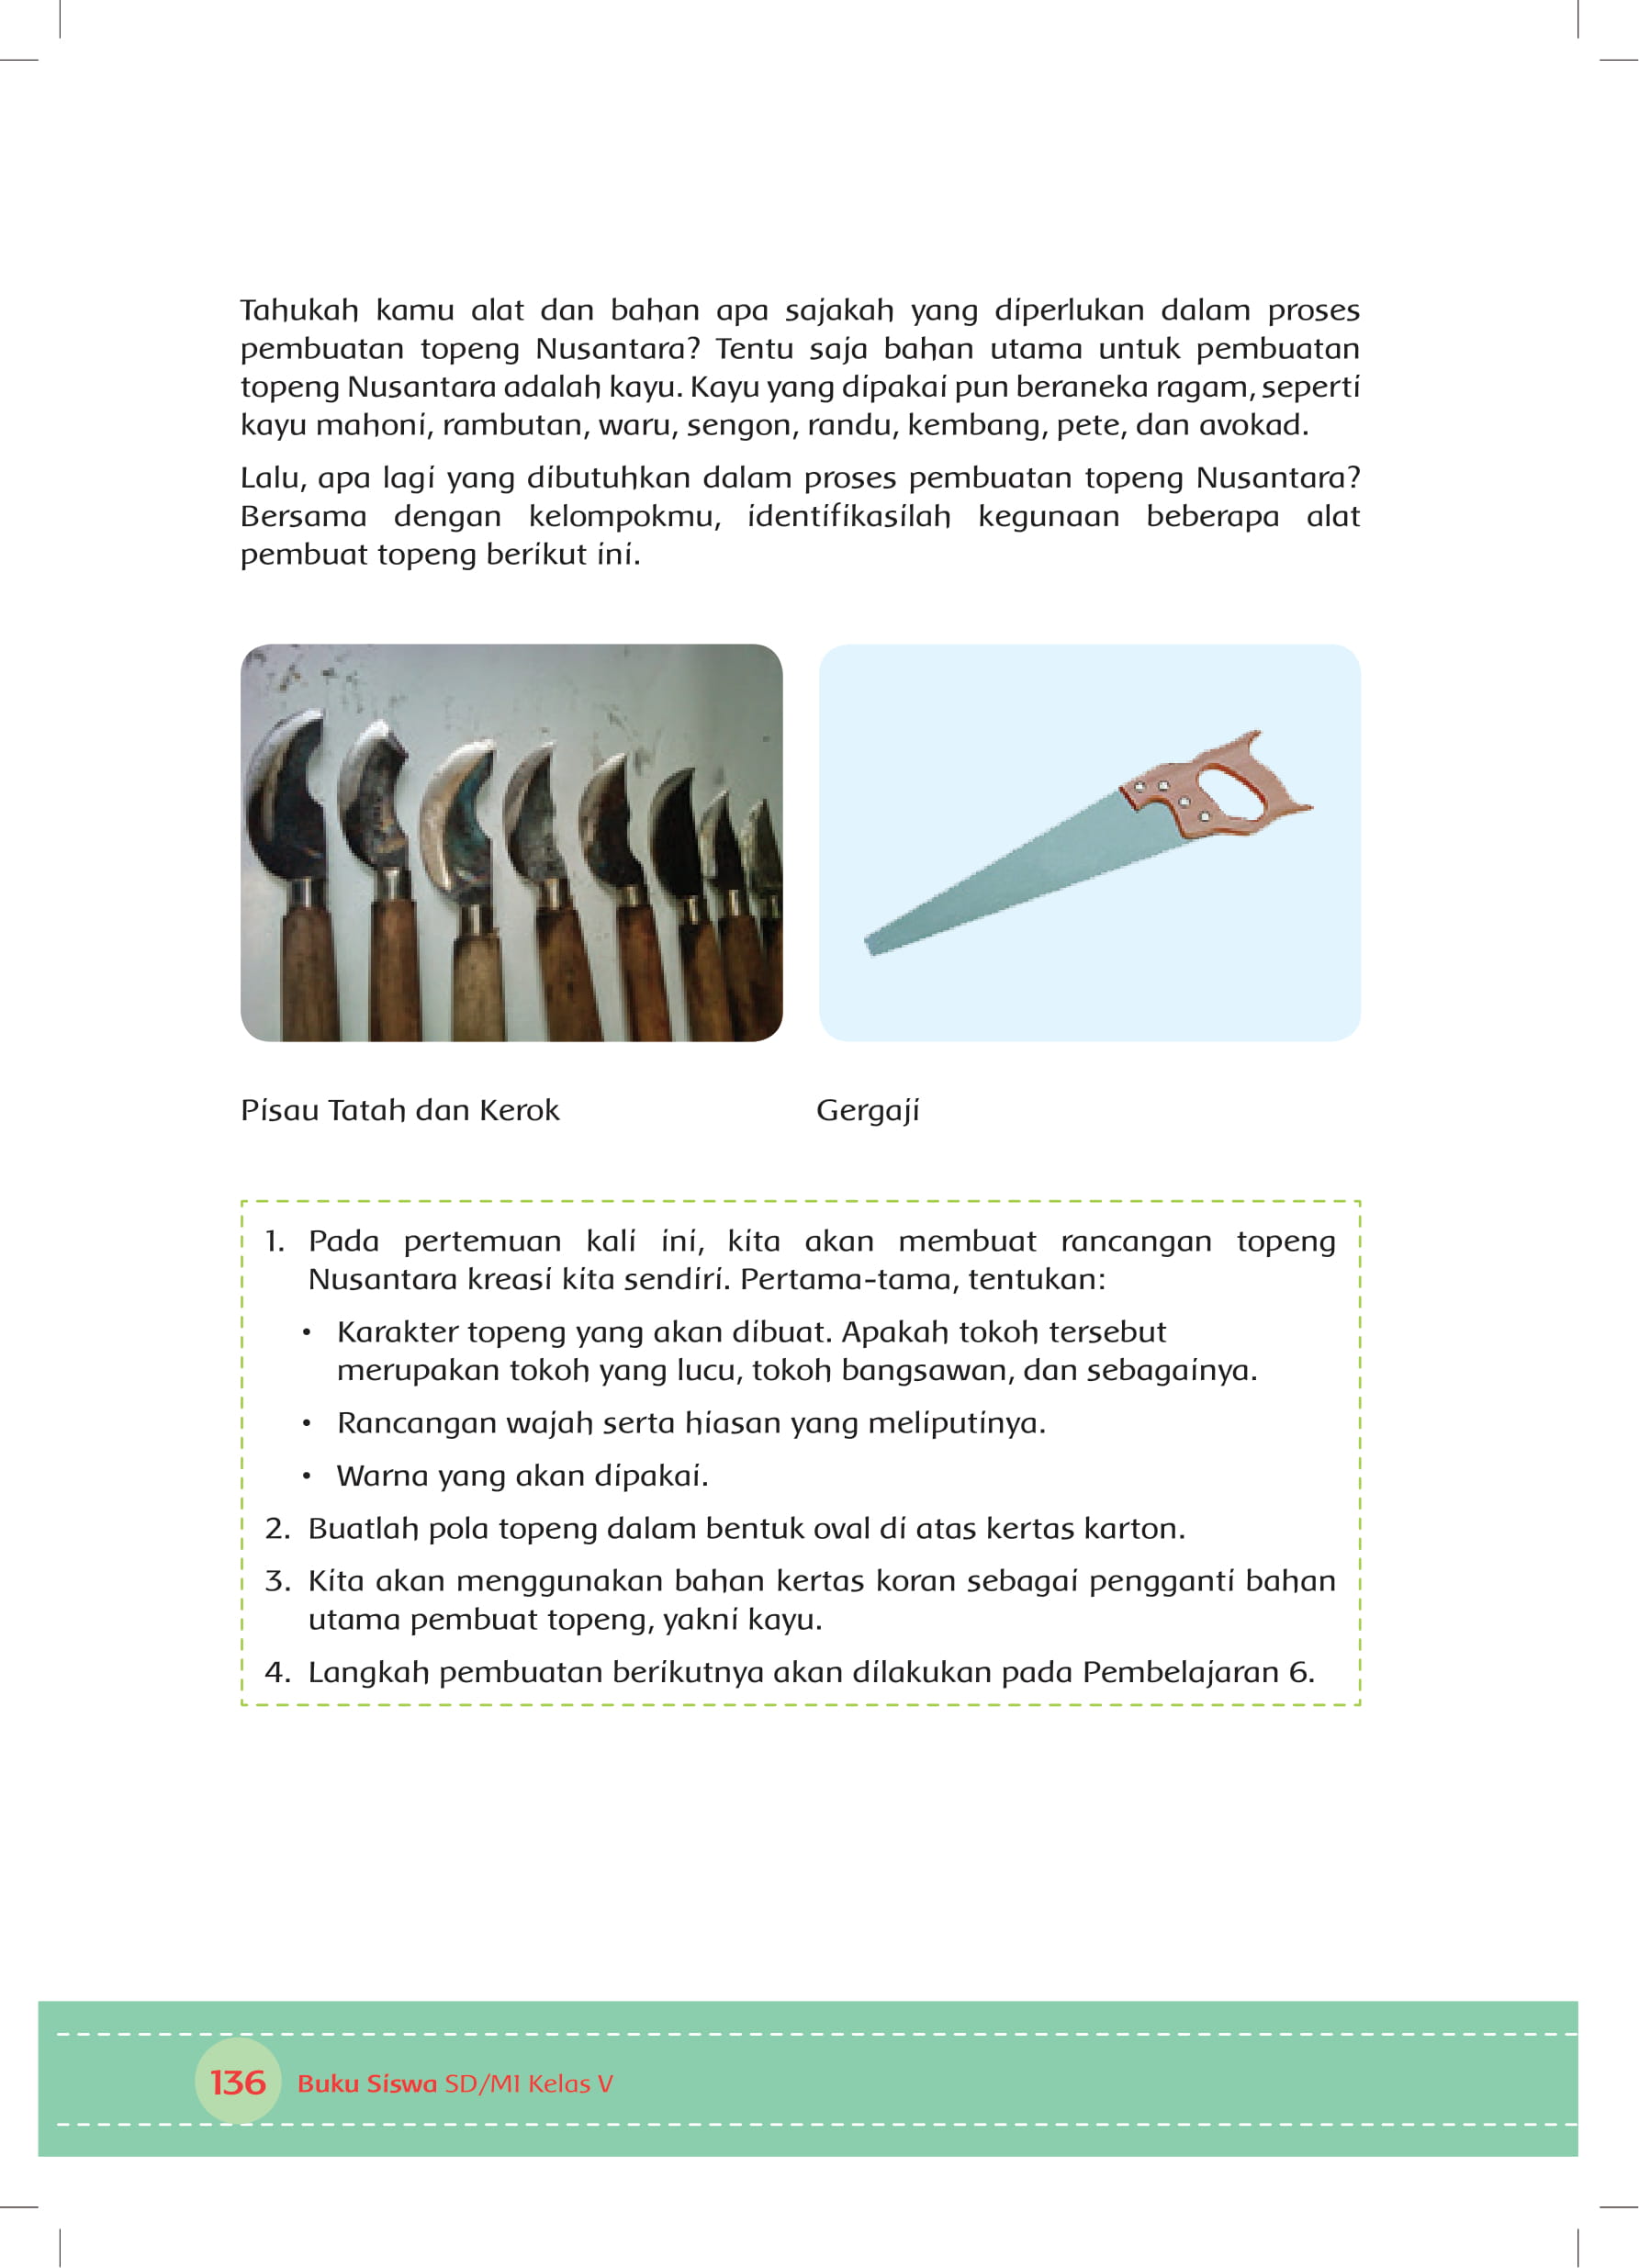 Tahukah kamu alat dan bahan apa sajakah yang diperlukan dalam proses
pembuatan topeng Nusantara? Tentu saja bahan utama untuk pembuatan
topeng Nusantara adalah kayu. Kayu yang dipakai pun beraneka ragam, seperti
kayu mahoni, rambutan, waru, sengon, randu, kembang, pete, dan avokad.
Lalu, apa lagi yang dibutuhkan dalam proses pembuatan topeng Nusantara?
Bersama dengan kelompokmu, identifikasilah kegunaan beberapa alat
pembuat topeng berikut ini.
Pisau Tatah dan Kerok
Gergaji
1. Pada pertemuan kali ini, kita akan membuat rancangan topeng
Nusantara kreasi kita sendiri. Pertama-tama, tentukan:
• Karakter topeng yang akan dibuat. Apakah tokoh tersebut
merupakan tokoh yang lucu, tokoh bangsawan, dan sebagainya.
• Rancangan wajah serta hiasan yang meliputinya.
• Warna yang akan dipakai.
2. Buatlah pola topeng dalam bentuk oval di atas kertas karton.
3. Kita akan menggunakan bahan kertas koran sebagai pengganti bahan
utama pembuat topeng, yakni kayu.
4. Langkah pembuatan berikutnya akan dilakukan pada Pembelajaran 6.
136 Buku Siswa SD/MI Kelas V